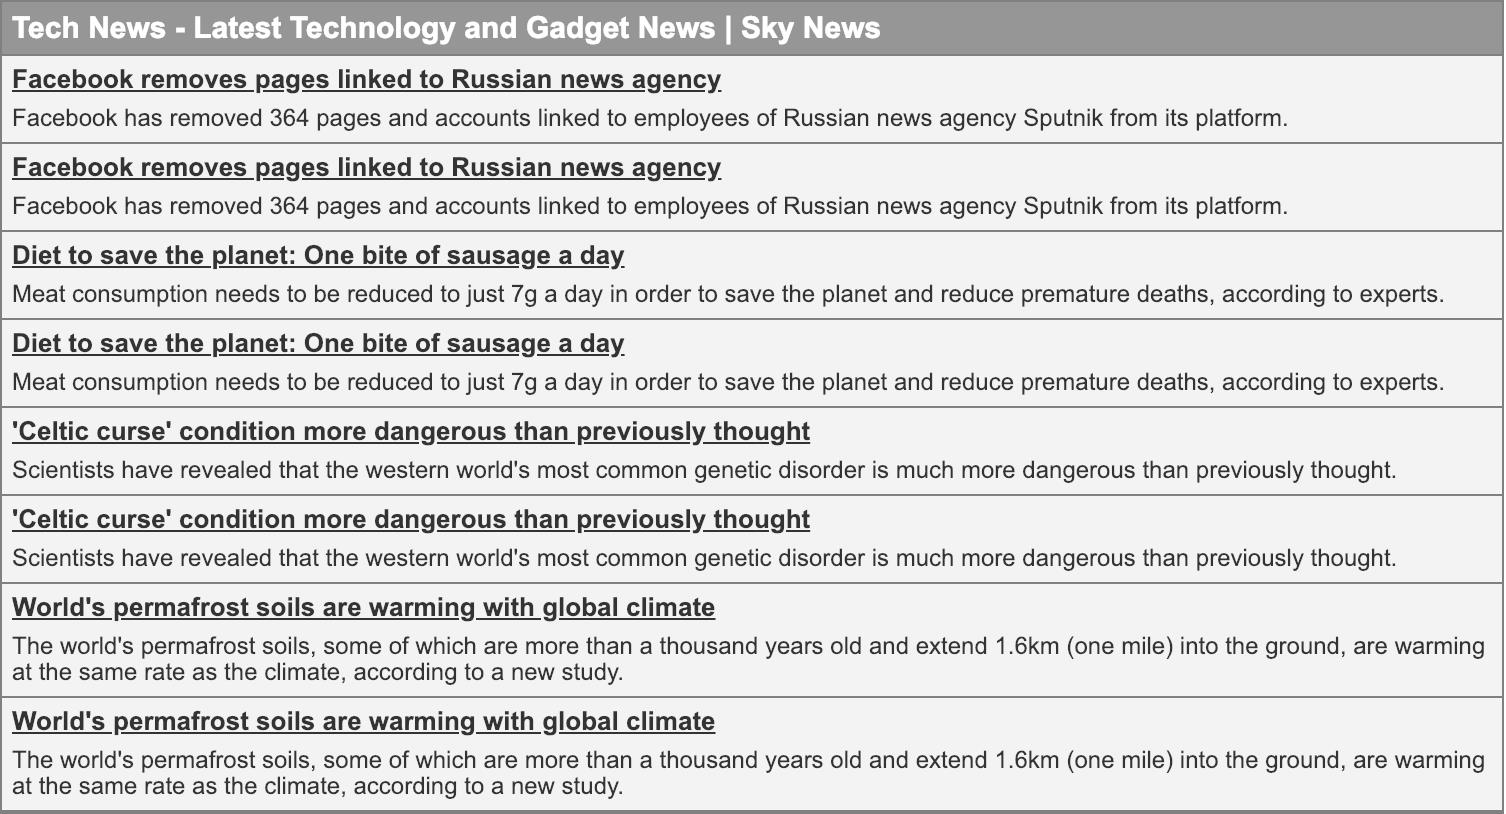 Tech News - Latest Technology and Gadget News | Sky News
Facebook removes pages linked to Russian news agency
Facebook has removed 364 pages and accounts linked to employees of Russian news agency Sputnik from its platform.
Facebook removes pages linked to Russian news agency
Facebook has removed 364 pages and accounts linked to employees of Russian news agency Sputnik from its platform.
Diet to save the planet: One bite of sausage a day
Meat consumption needs to be reduced to just 7g a day in order to save the planet and reduce premature deaths, according to experts.
Diet to save the planet: One bite of sausage a day
Meat consumption needs to be reduced to just 7g a day in order to save the planet and reduce premature deaths, according to experts.
'Celtic curse' condition more dangerous than previously thought
Scientists have revealed that the western world's most common genetic disorder is much more dangerous than previously thought.
'Celtic curse' condition more dangerous than previously thought
Scientists have revealed that the western world's most common genetic disorder is much more dangerous than previously thought.
World's permafrost soils are warming with global climate
The world's permafrost soils, some of which are more than a thousand years old and extend 1.6km (one mile) into the ground, are warming
at the same rate as the climate, according to a new study.
World's permafrost soils are warming with global climate
The world's permafrost soils, some of which are more than a thousand years old and extend 1.6km (one mile) into the ground, are warming
at the same rate as the climate, according to a new study.